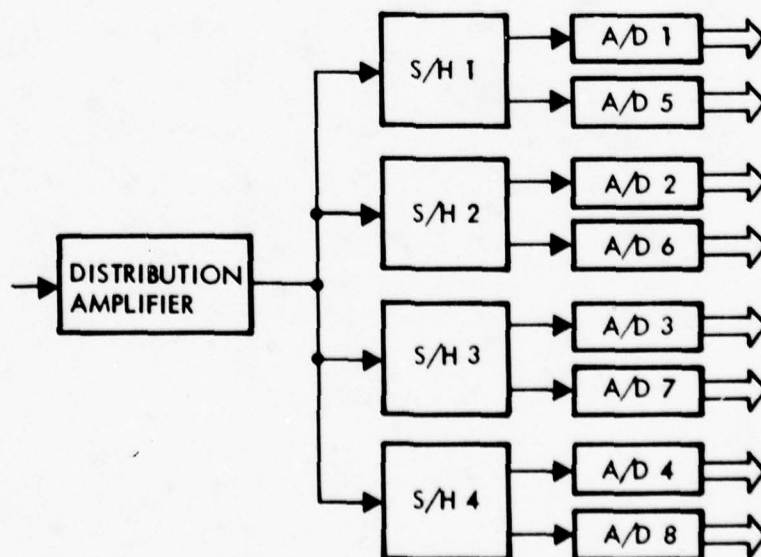 S/H 1
A/D 1
A/D 5
S/H 2
A/D 2
A/D 6
DISTRIBUTION
AMPLIFIER
S/H 3
A/D 3
A/D 7
S/H 4
A/D 4
A/D 8